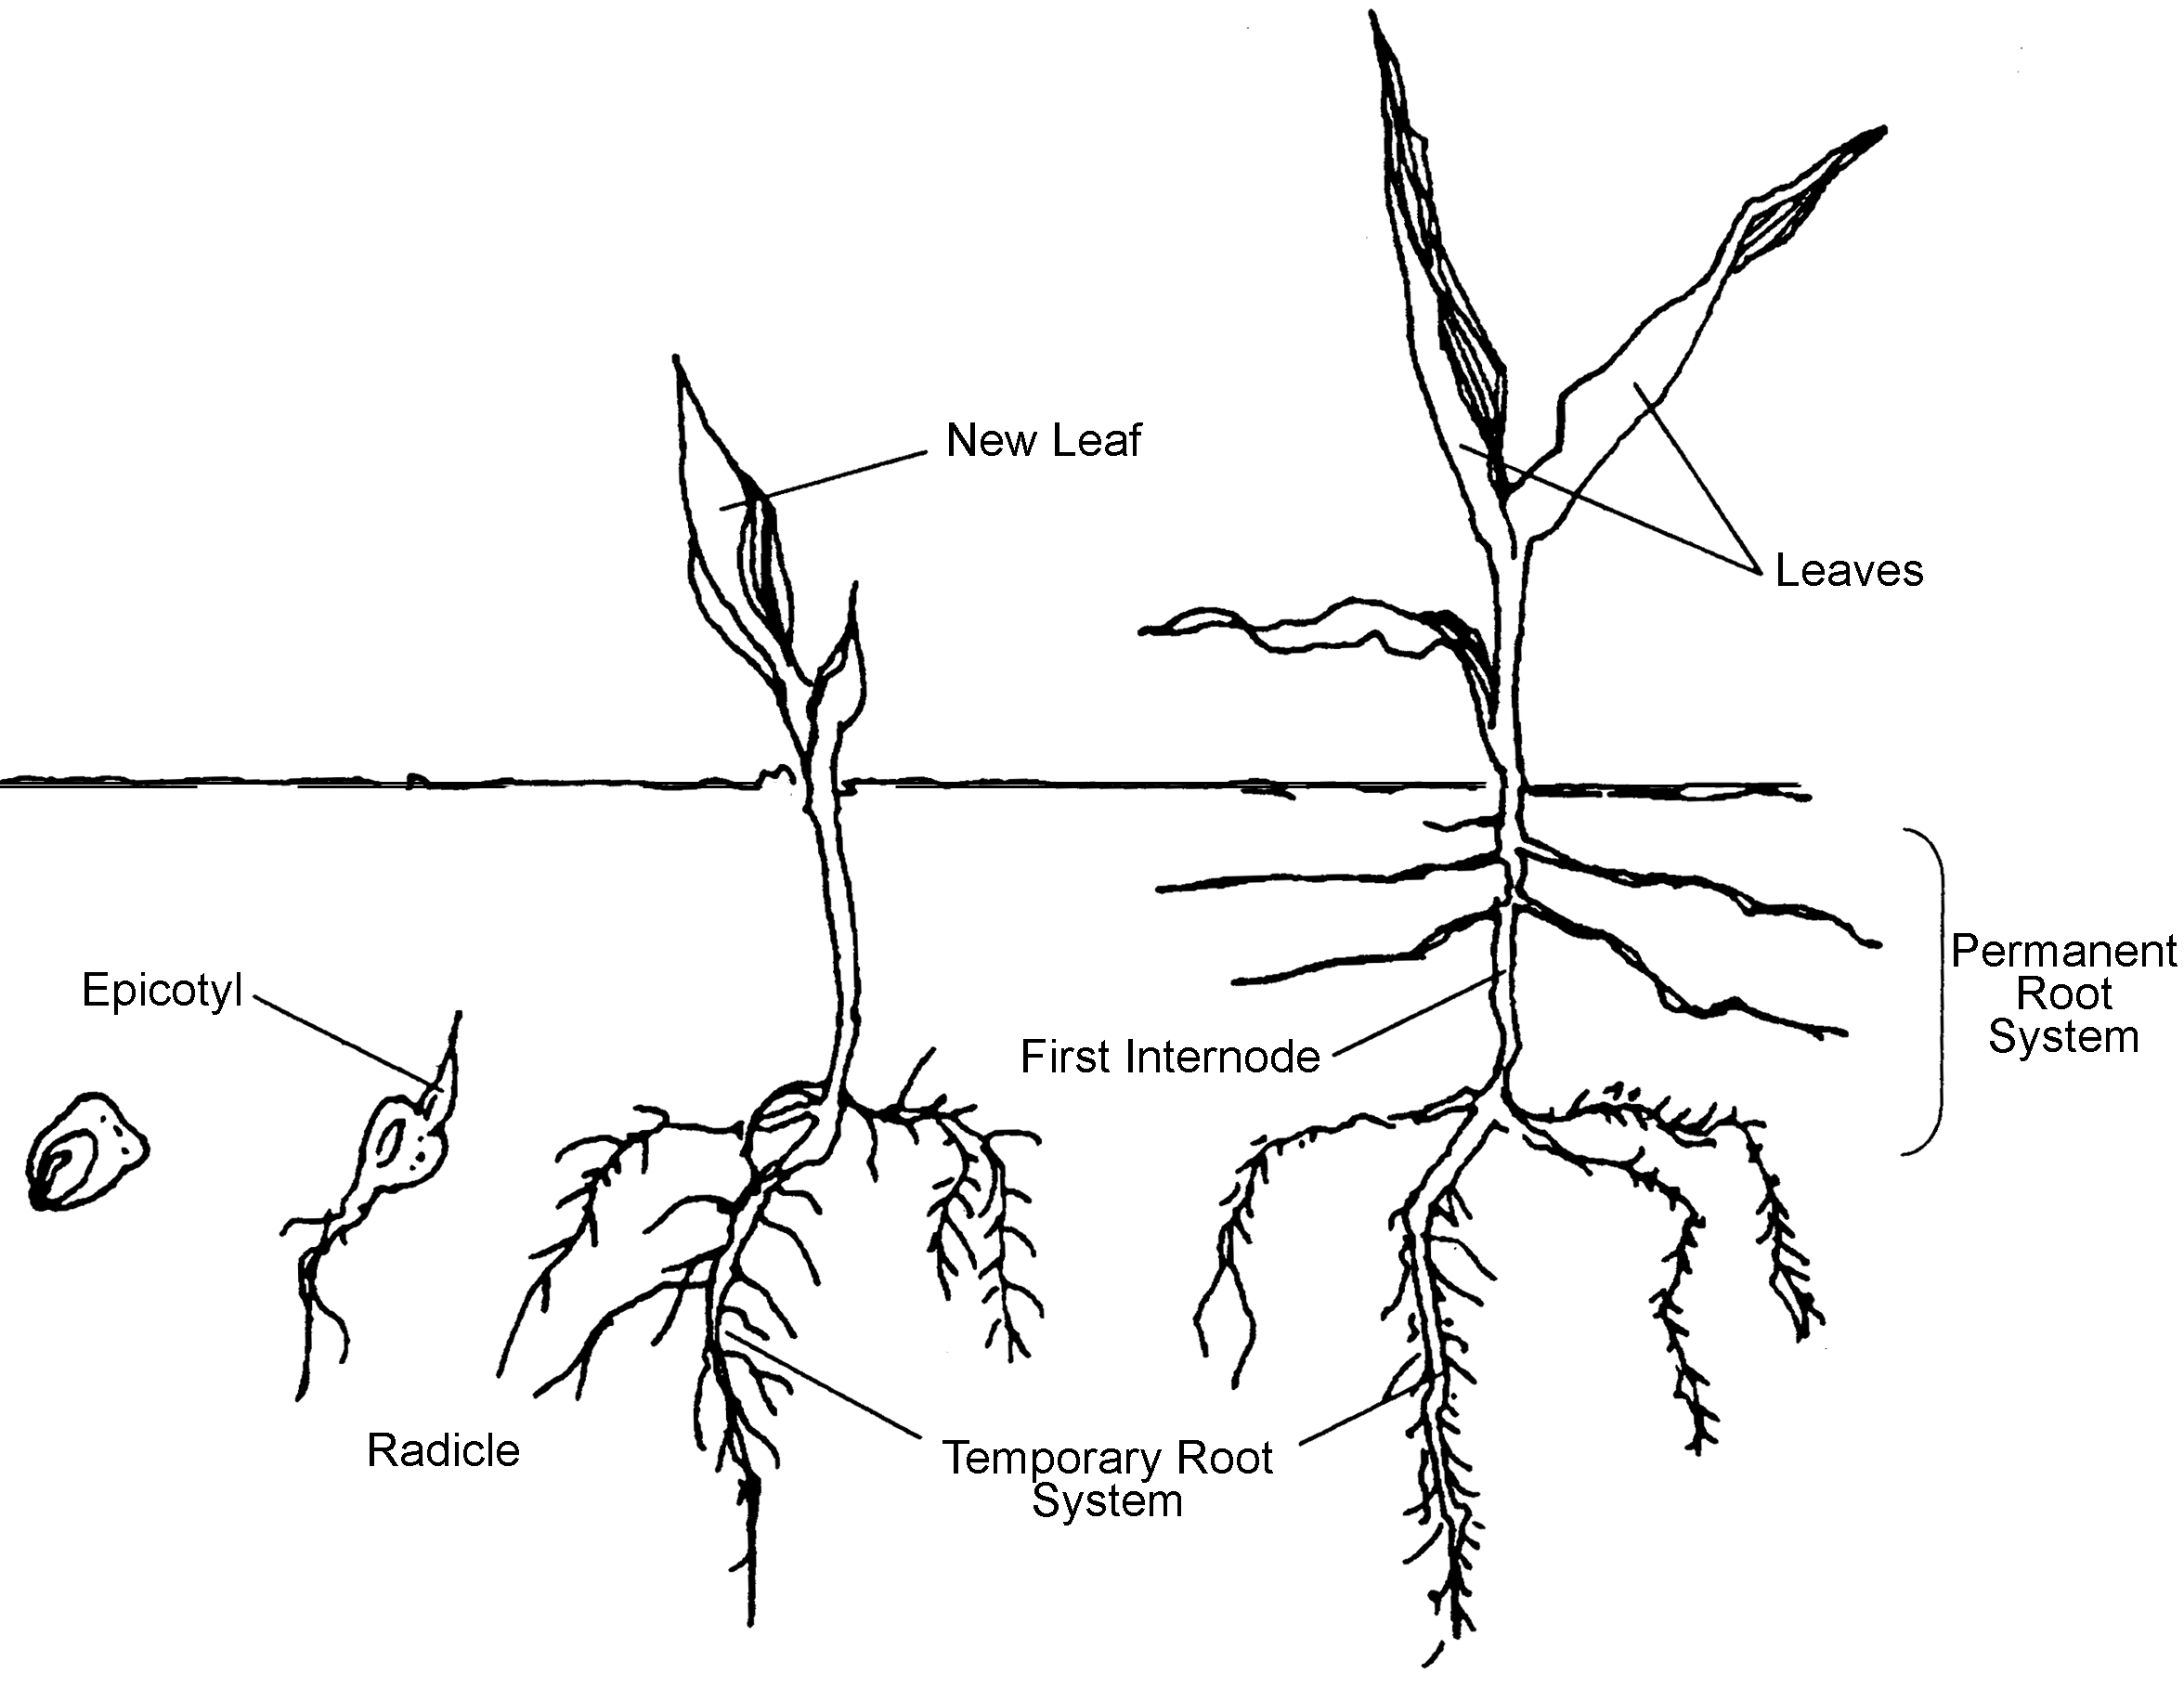 New Leaf
Leaves
Epicotyl
Permanent
Root
System
First Internode
Radicle
Temporary Root
System